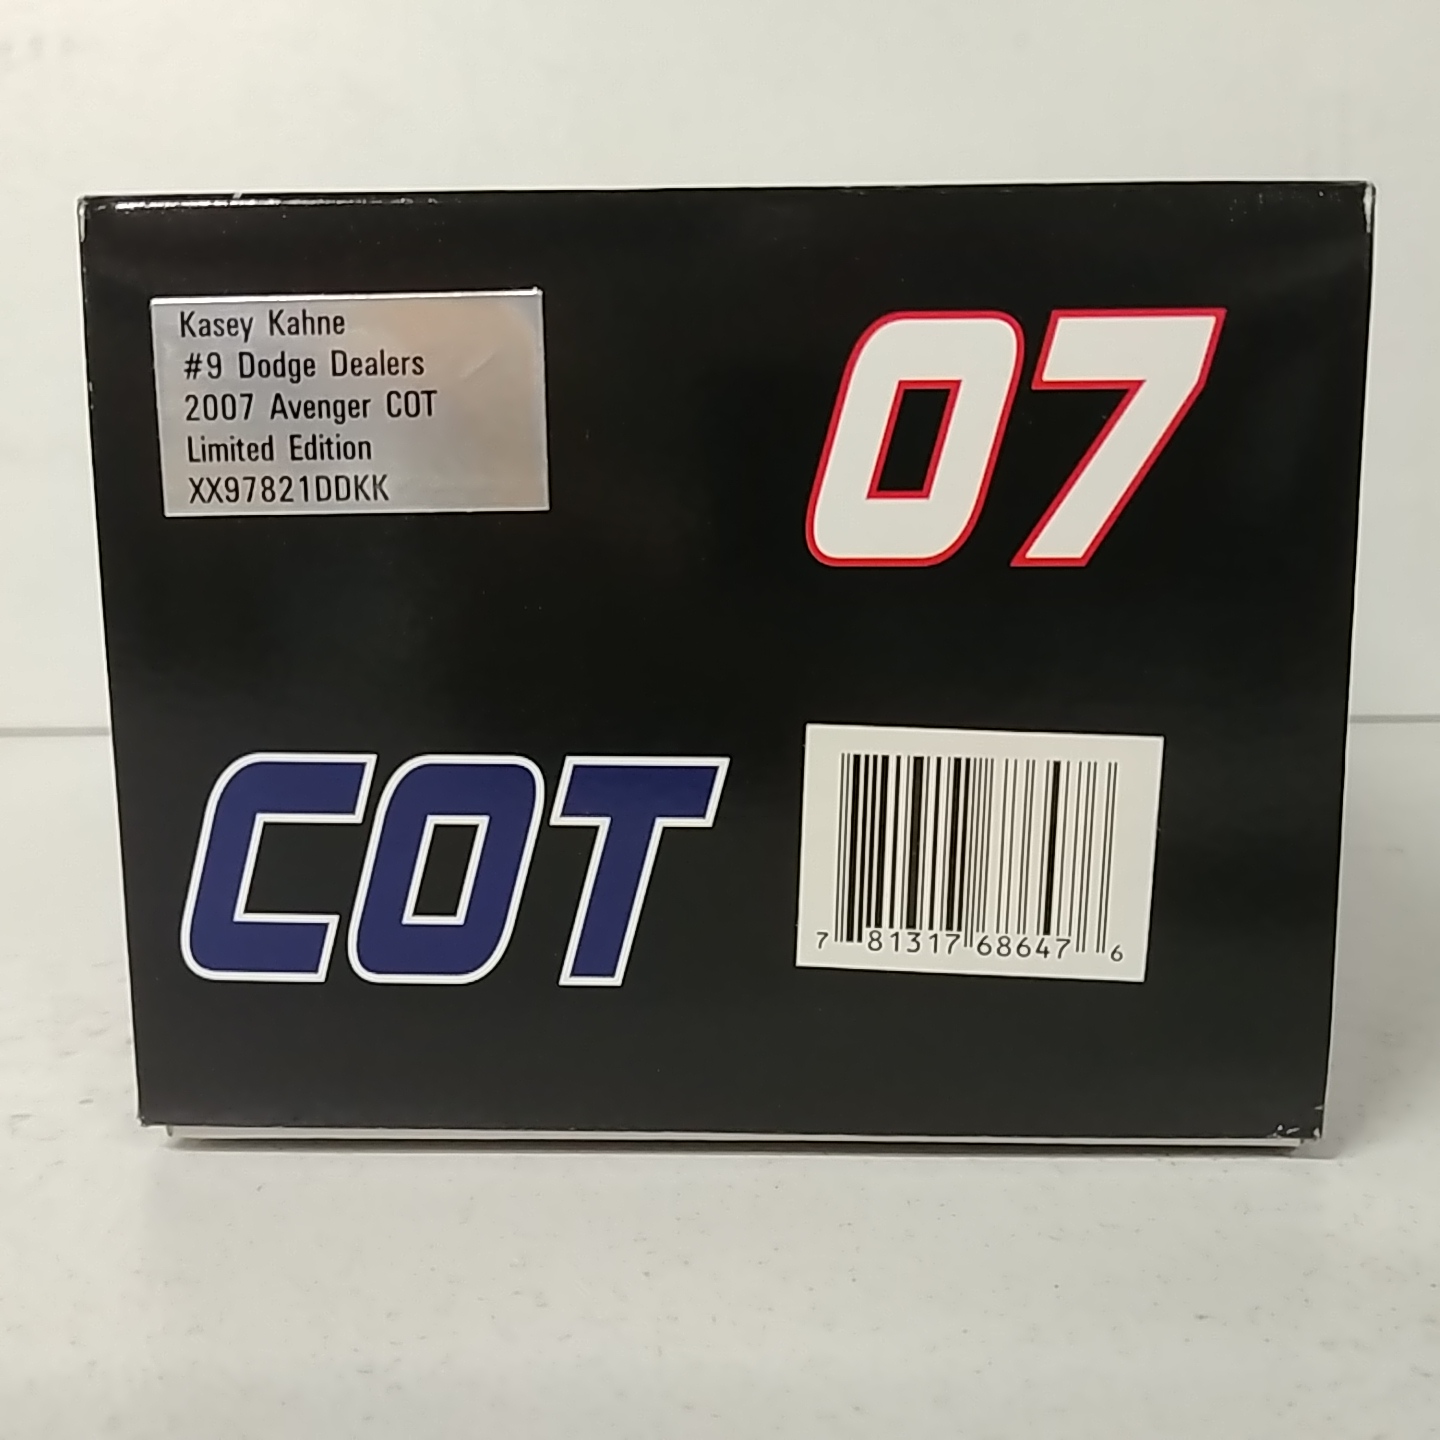 Kasey Kahne
#9 Dodge Dealers
2007 Avenger COT
Limited Edition
XX97821DDKK
07
COT
7 81317 68647 6